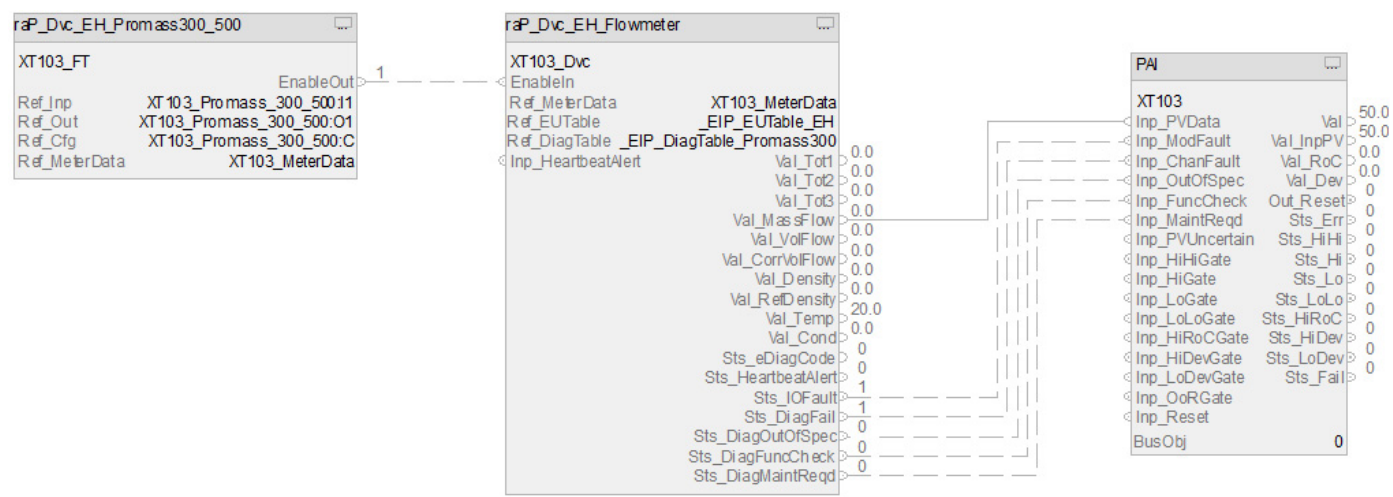 raP_Dvc_EH_Promass300_500
XT103_FT
EnableOut 1
Ref_Inp XT103_Promass_300_500:I1
Ref_Out XT103_Promass_300_500:O1
Ref_Cfg XT103_Promass_300_500:C
Ref_MeterData XT103_MeterData
raP_Dvc_EH_Flowmeter
XT103_Dvc
EnableIn
Ref_MeterData XT103_MeterData
Ref_EUTable _EIP_EUTable_EH
Ref_DiagTable _EIP_DiagTable_Promass300
Inp_HeartbeatAlert Val_Tot1 0.0
Val_Tot2 0.0
Val_Tot3 0.0
Val_MassFlow 0.0
Val_VolFlow 0.0
Val_CorrVolFlow 0.0
Val_Density 0.0
Val_RefDensity 0.0
Val_Temp 20.0
Val_Cond 0.0
Sts_eDiagCode 0
Sts_HeartbeatAlert 0
Sts_IOFault 1
Sts_DiagFail 1
Sts_DiagOutOfSpec 0
Sts_DiagFuncCheck 0
Sts_DiagMaintReqd 0
PAI
XT103
Inp_PVData Val 50.0
Inp_ModFault Val_InpPV 50.0
Inp_ChanFault Val_RoC 0.0
Inp_OutOfSpec Val_Dev 0.0
Inp_FuncCheck Out_Reset 0
Inp_MaintReqd Sts_Err 0
Inp_PVUncertain Sts_HiHi 0
Inp_HiHiGate Sts_Hi 0
Inp_HiGate Sts_Lo 0
Inp_LoGate Sts_LoLo 0
Inp_LoLoGate Sts_HiRoC 0
Inp_HiRoCGate Sts_HiDev 0
Inp_HiDevGate Sts_LoDev 0
Inp_LoDevGate Sts_Fail 0
Inp_OoRGate
Inp_Reset
BusObj 0